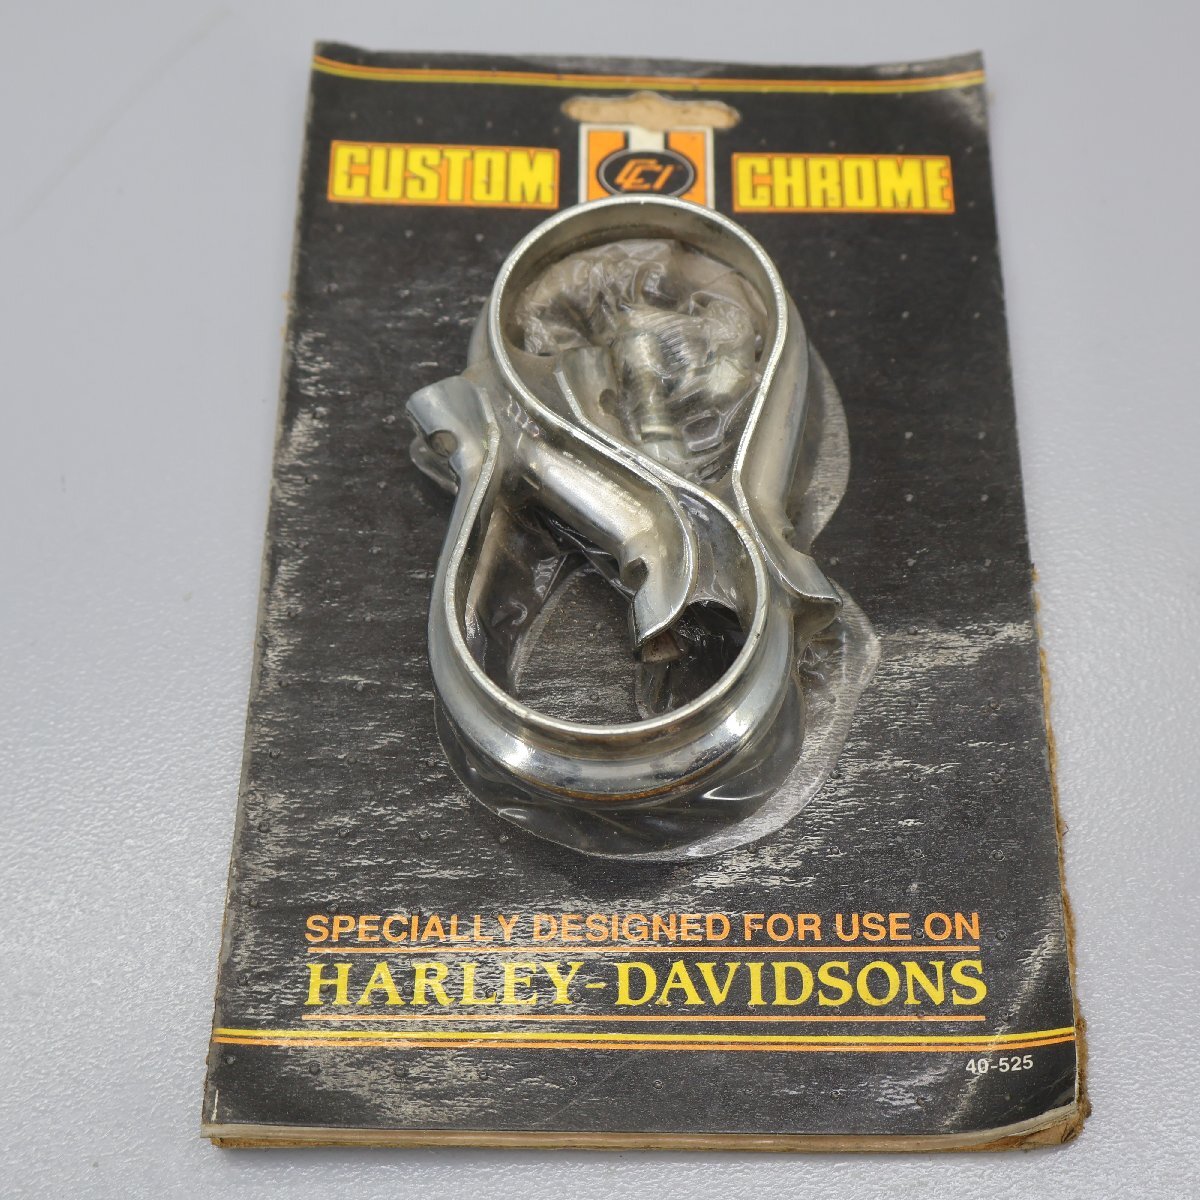 CUSTOM CCI CHROME
SPECIALLY DESIGNED FOR USE ON
HARLEY-DAVIDSONS
40-525